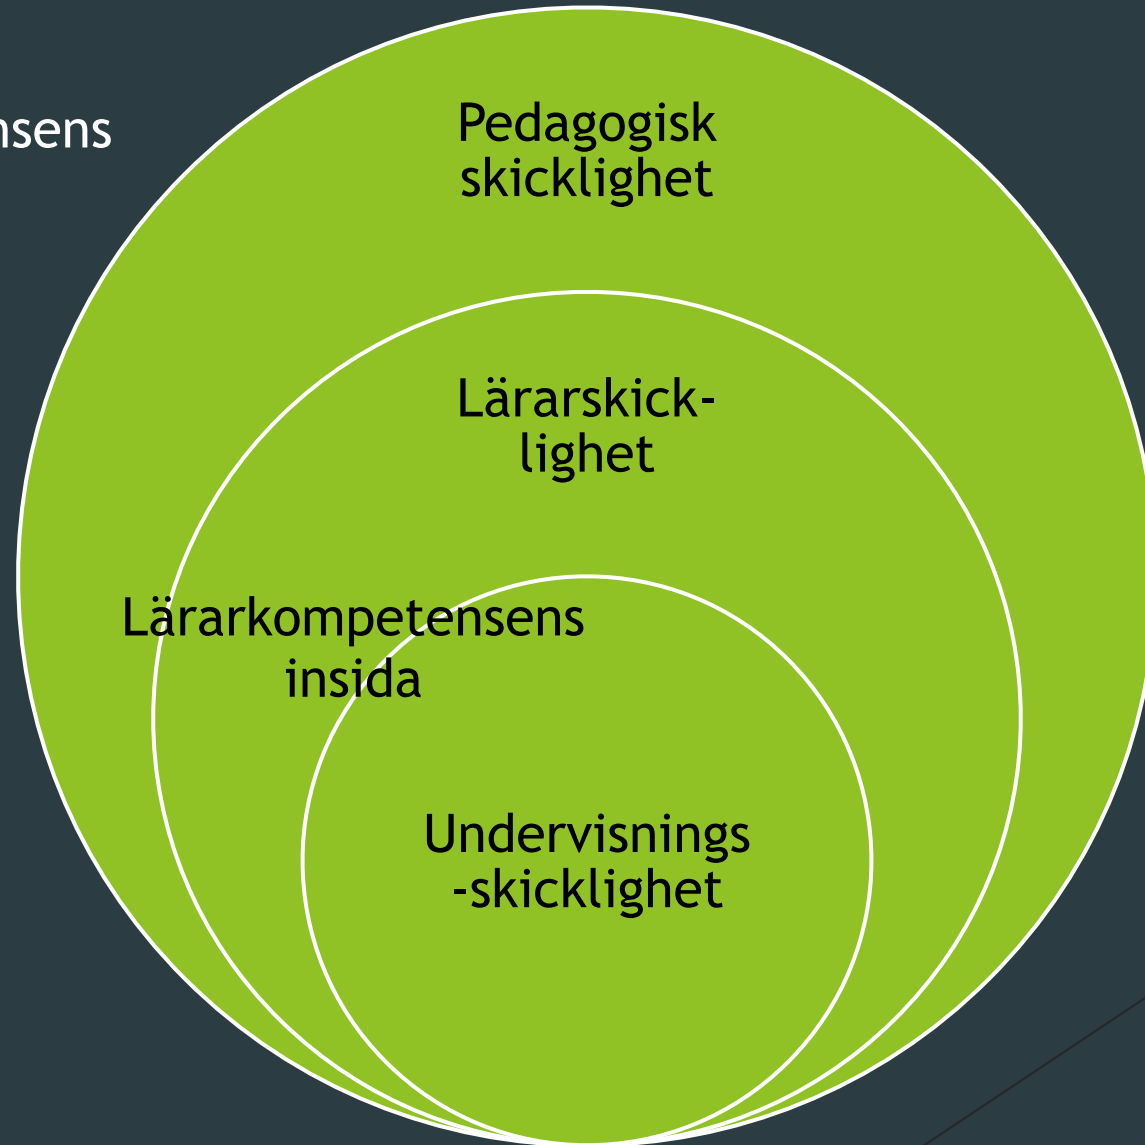 nsens
Pedagogisk
skicklighet
Lärarskick-
lighet
Lärarkompetensens
insida
Undervisnings
-skicklighet